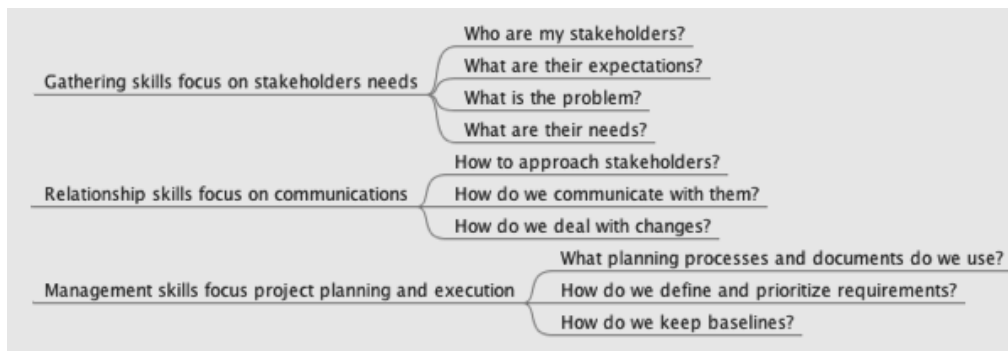 Who are my stakeholders?
Gathering skills focus on stakeholders needs
What are their expectations?
What is the problem?
What are their needs?
How to approach stakeholders?
Relationship skills focus on communications
How do we communicate with them?
How do we deal with changes?
What planning processes and documents do we use?
Management skills focus project planning and execution
How do we define and prioritize requirements?
How do we keep baselines?